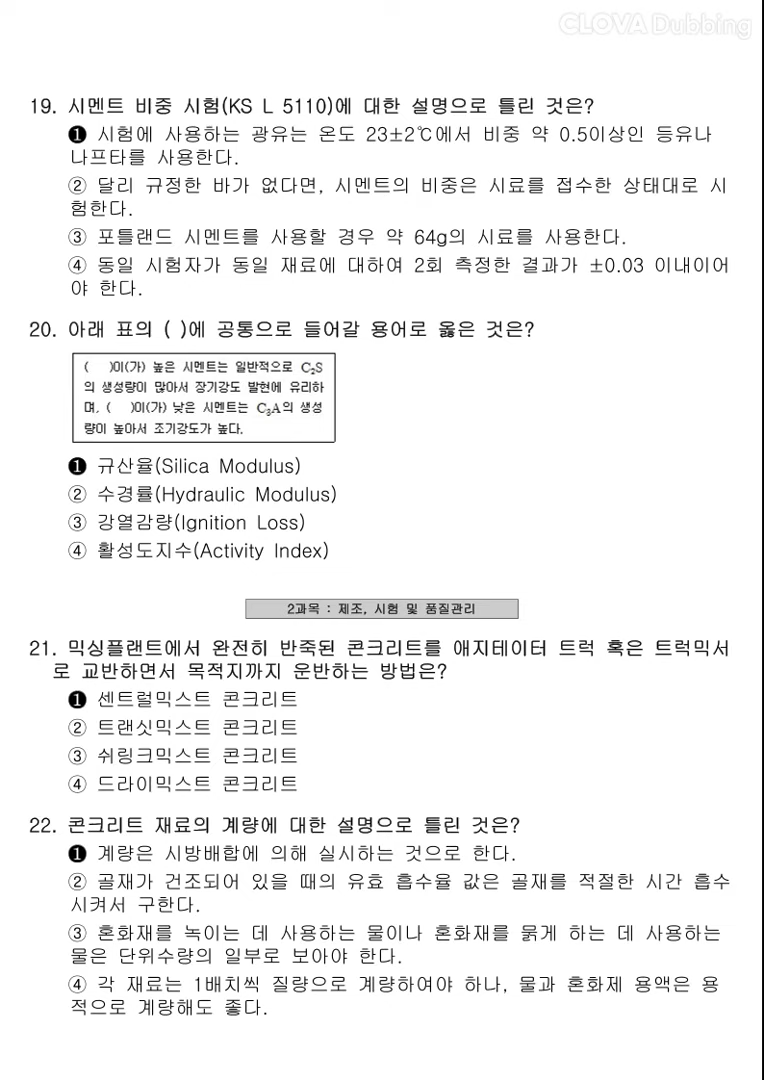 CLOVA Dubbing
19. 시멘트 비중 시험(KS L 5110)에 대한 설명으로 틀린 것은?
❶ 시험에 사용하는 광유는 온도 23±2℃에서 비중 약 0.5이상인 등유나
나프타를 사용한다.
② 달리 규정한 바가 없다면, 시멘트의 비중은 시료를 접수한 상태대로 시
험한다.
③ 포틀랜드 시멘트를 사용할 경우 약 64g의 시료를 사용한다.
④ 동일 시험자가 동일 재료에 대하여 2회 측정한 결과가 ±0.03 이내이어
야 한다.
20. 아래 표의 ( )에 공통으로 들어갈 용어로 옳은 것은?
( )이(가) 높은 시멘트는 일반적으로 C₂S
의 생성량이 많아서 장기강도 발현에 유리하
며, ( )이(가) 낮은 시멘트는 C₃A의 생성
량이 높아서 조기강도가 높다.
❶ 규산율(Silica Modulus)
② 수경률(Hydraulic Modulus)
③ 강열감량(Ignition Loss)
④ 활성도지수(Activity Index)
2과목 : 제조, 시험 및 품질관리
21. 믹싱플랜트에서 완전히 반죽된 콘크리트를 애지테이터 트럭 혹은 트럭믹서
로 교반하면서 목적지까지 운반하는 방법은?
❶ 센트럴믹스트 콘크리트
② 트랜싯믹스트 콘크리트
③ 쉬링크믹스트 콘크리트
④ 드라이믹스트 콘크리트
22. 콘크리트 재료의 계량에 대한 설명으로 틀린 것은?
❶ 계량은 시방배합에 의해 실시하는 것으로 한다.
② 골재가 건조되어 있을 때의 유효 흡수율 값은 골재를 적절한 시간 흡수
시켜서 구한다.
③ 혼화재를 녹이는 데 사용하는 물이나 혼화재를 묽게 하는 데 사용하는
물은 단위수량의 일부로 보아야 한다.
④ 각 재료는 1배치씩 질량으로 계량하여야 하나, 물과 혼화제 용액은 용
적으로 계량해도 좋다.